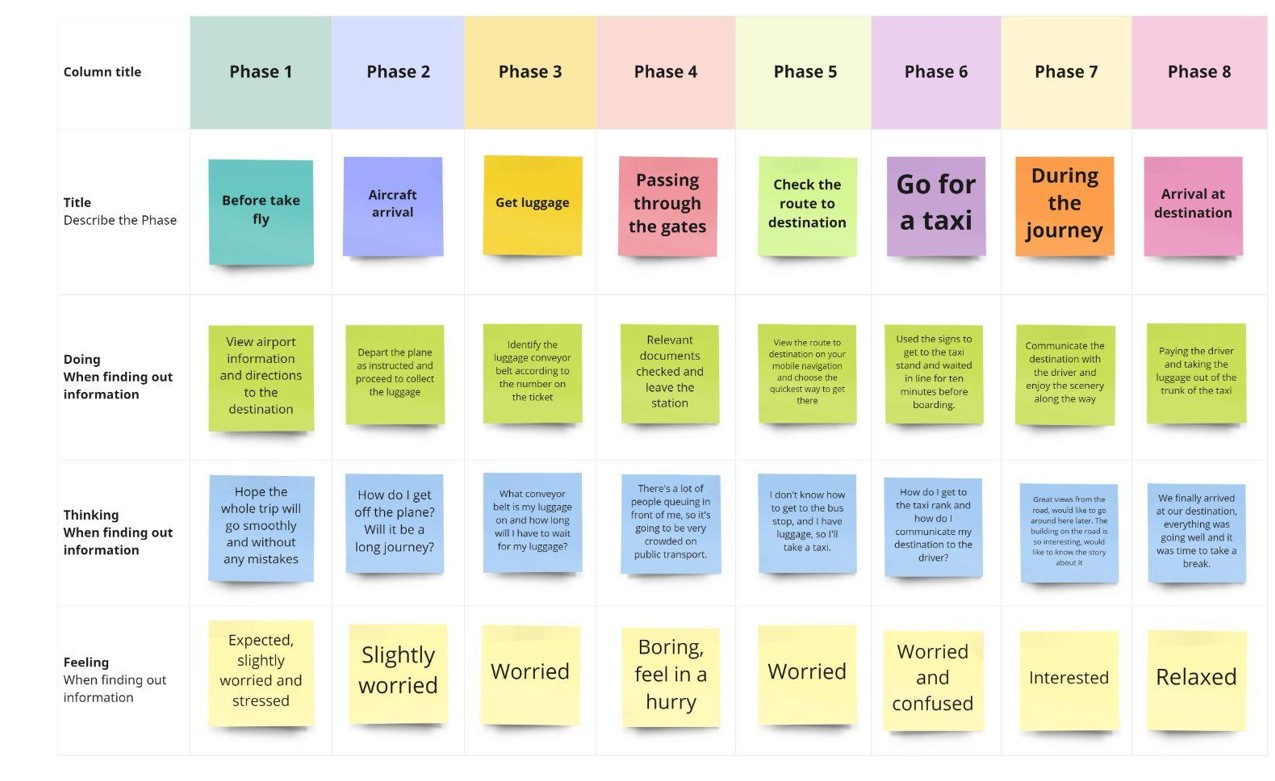 Column title
Phase 1
Phase 2
Phase 3
Phase 4
Phase 5
Phase 6
Phase 7
Phase 8
Title
Describe the Phase
Before take
fly
Aircraft
arrival
Get luggage
Passing
through
the gates
Check the
route to
destination
Go for
a taxi
During
the
journey
Arrival at
destination
Doing
When finding out
information
View airport
information
and directions
to the
destination
Depart the plane
as instructed and
proceed to collect
the luggage
Identify the
luggage conveyor
belt according to
the number on
the ticket
Relevant
documents
checked and
leave the
station
View the route to
destination on your
mobile navigation
and choose the
quickest way to get
there
Used the signs to
get to the taxi
stand and waited
in line for ten
minutes before
boarding.
Communicate the
destination with
the driver and
enjoy the scenery
along the way
Paying the driver
and taking the
luggage out of the
trunk of the taxi
Thinking
When finding out
information
Hope the
whole trip will
go smoothly
and without
any mistakes
How do I get
off the plane?
Will it be a
long journey?
What conveyor
belt is my luggage
on and how long
will I have to wait
for my luggage?
There's a lot of
people queuing in
front of me, so it's
going to be very
crowded on
public transport.
I don't know how
to get to the bus
stop, and I have
luggage, so I'll
take a taxi.
How do I get to
the taxi rank and
how do I
communicate my
destination to the
driver?
Great views from the
road, would like to go
around here later. The
building on the road is
so interesting, would
like to know the story
about it
We finally arrived
at our destination,
everything was
going well and it
was time to take a
break.
Feeling
When finding out
information
Expected,
slightly
worried and
stressed
Slightly
worried
Worried
Boring,
feel in a
hurry
Worried
Worried
and
confused
Interested
Relaxed